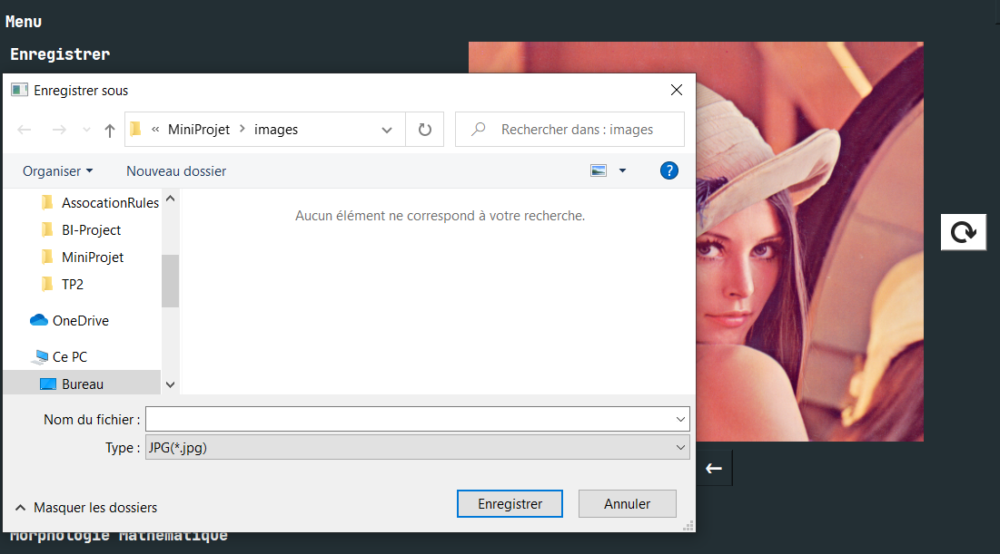 Menu
Enregistrer
Enregistrer sous
« MiniProjet > images
Rechercher dans : images
Organiser
Nouveau dossier
?
AssocationRules
BI-Project
MiniProjet
TP2
OneDrive
Ce PC
Bureau
Aucun élément ne correspond à votre recherche.
Nom du fichier :
Type : JPG(*.jpg)
Masquer les dossiers
Enregistrer
Annuler
Morphologie Mathématique